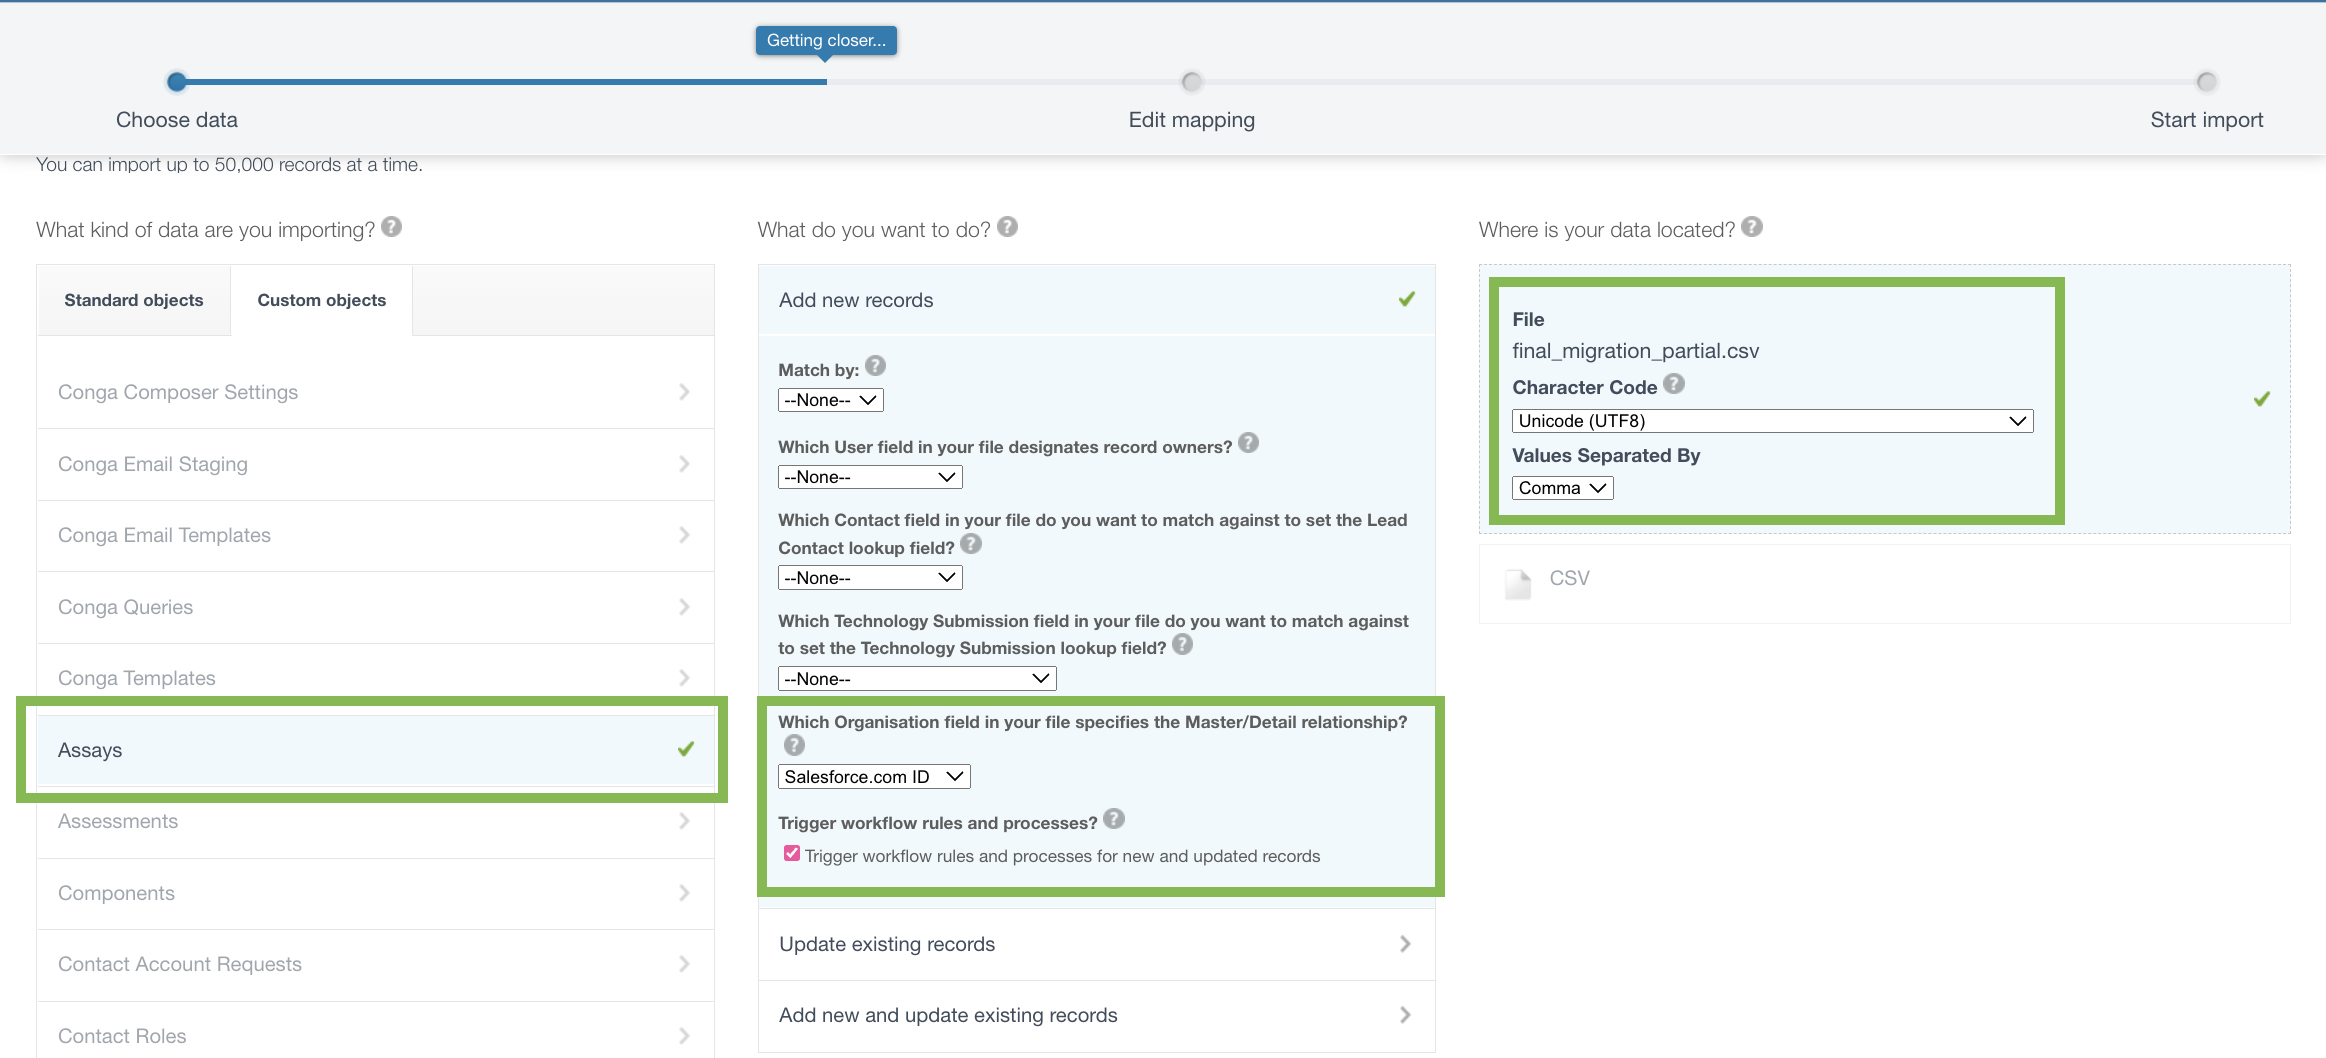 Getting closer...
Choose data
Edit mapping
Start import
You can import up to 50,000 records at a time.
What kind of data are you importing? ?
Standard objects
Custom objects
Conga Composer Settings
Conga Email Staging
Conga Email Templates
Conga Queries
Conga Templates
Assays
Assessments
Components
Contact Account Requests
Contact Roles
What do you want to do? ?
Add new records
Match by: ?
--None--
Which User field in your file designates record owners? ?
--None--
Which Contact field in your file do you want to match against to set the Lead
Contact lookup field? ?
--None--
Which Technology Submission field in your file do you want to match against
to set the Technology Submission lookup field? ?
--None--
Which Organisation field in your file specifies the Master/Detail relationship?
?
Salesforce.com ID
Trigger workflow rules and processes? ?
Trigger workflow rules and processes for new and updated records
Update existing records
Add new and update existing records
Where is your data located? ?
File
final_migration_partial.csv
Character Code ?
Unicode (UTF8)
Values Separated By
Comma
CSV